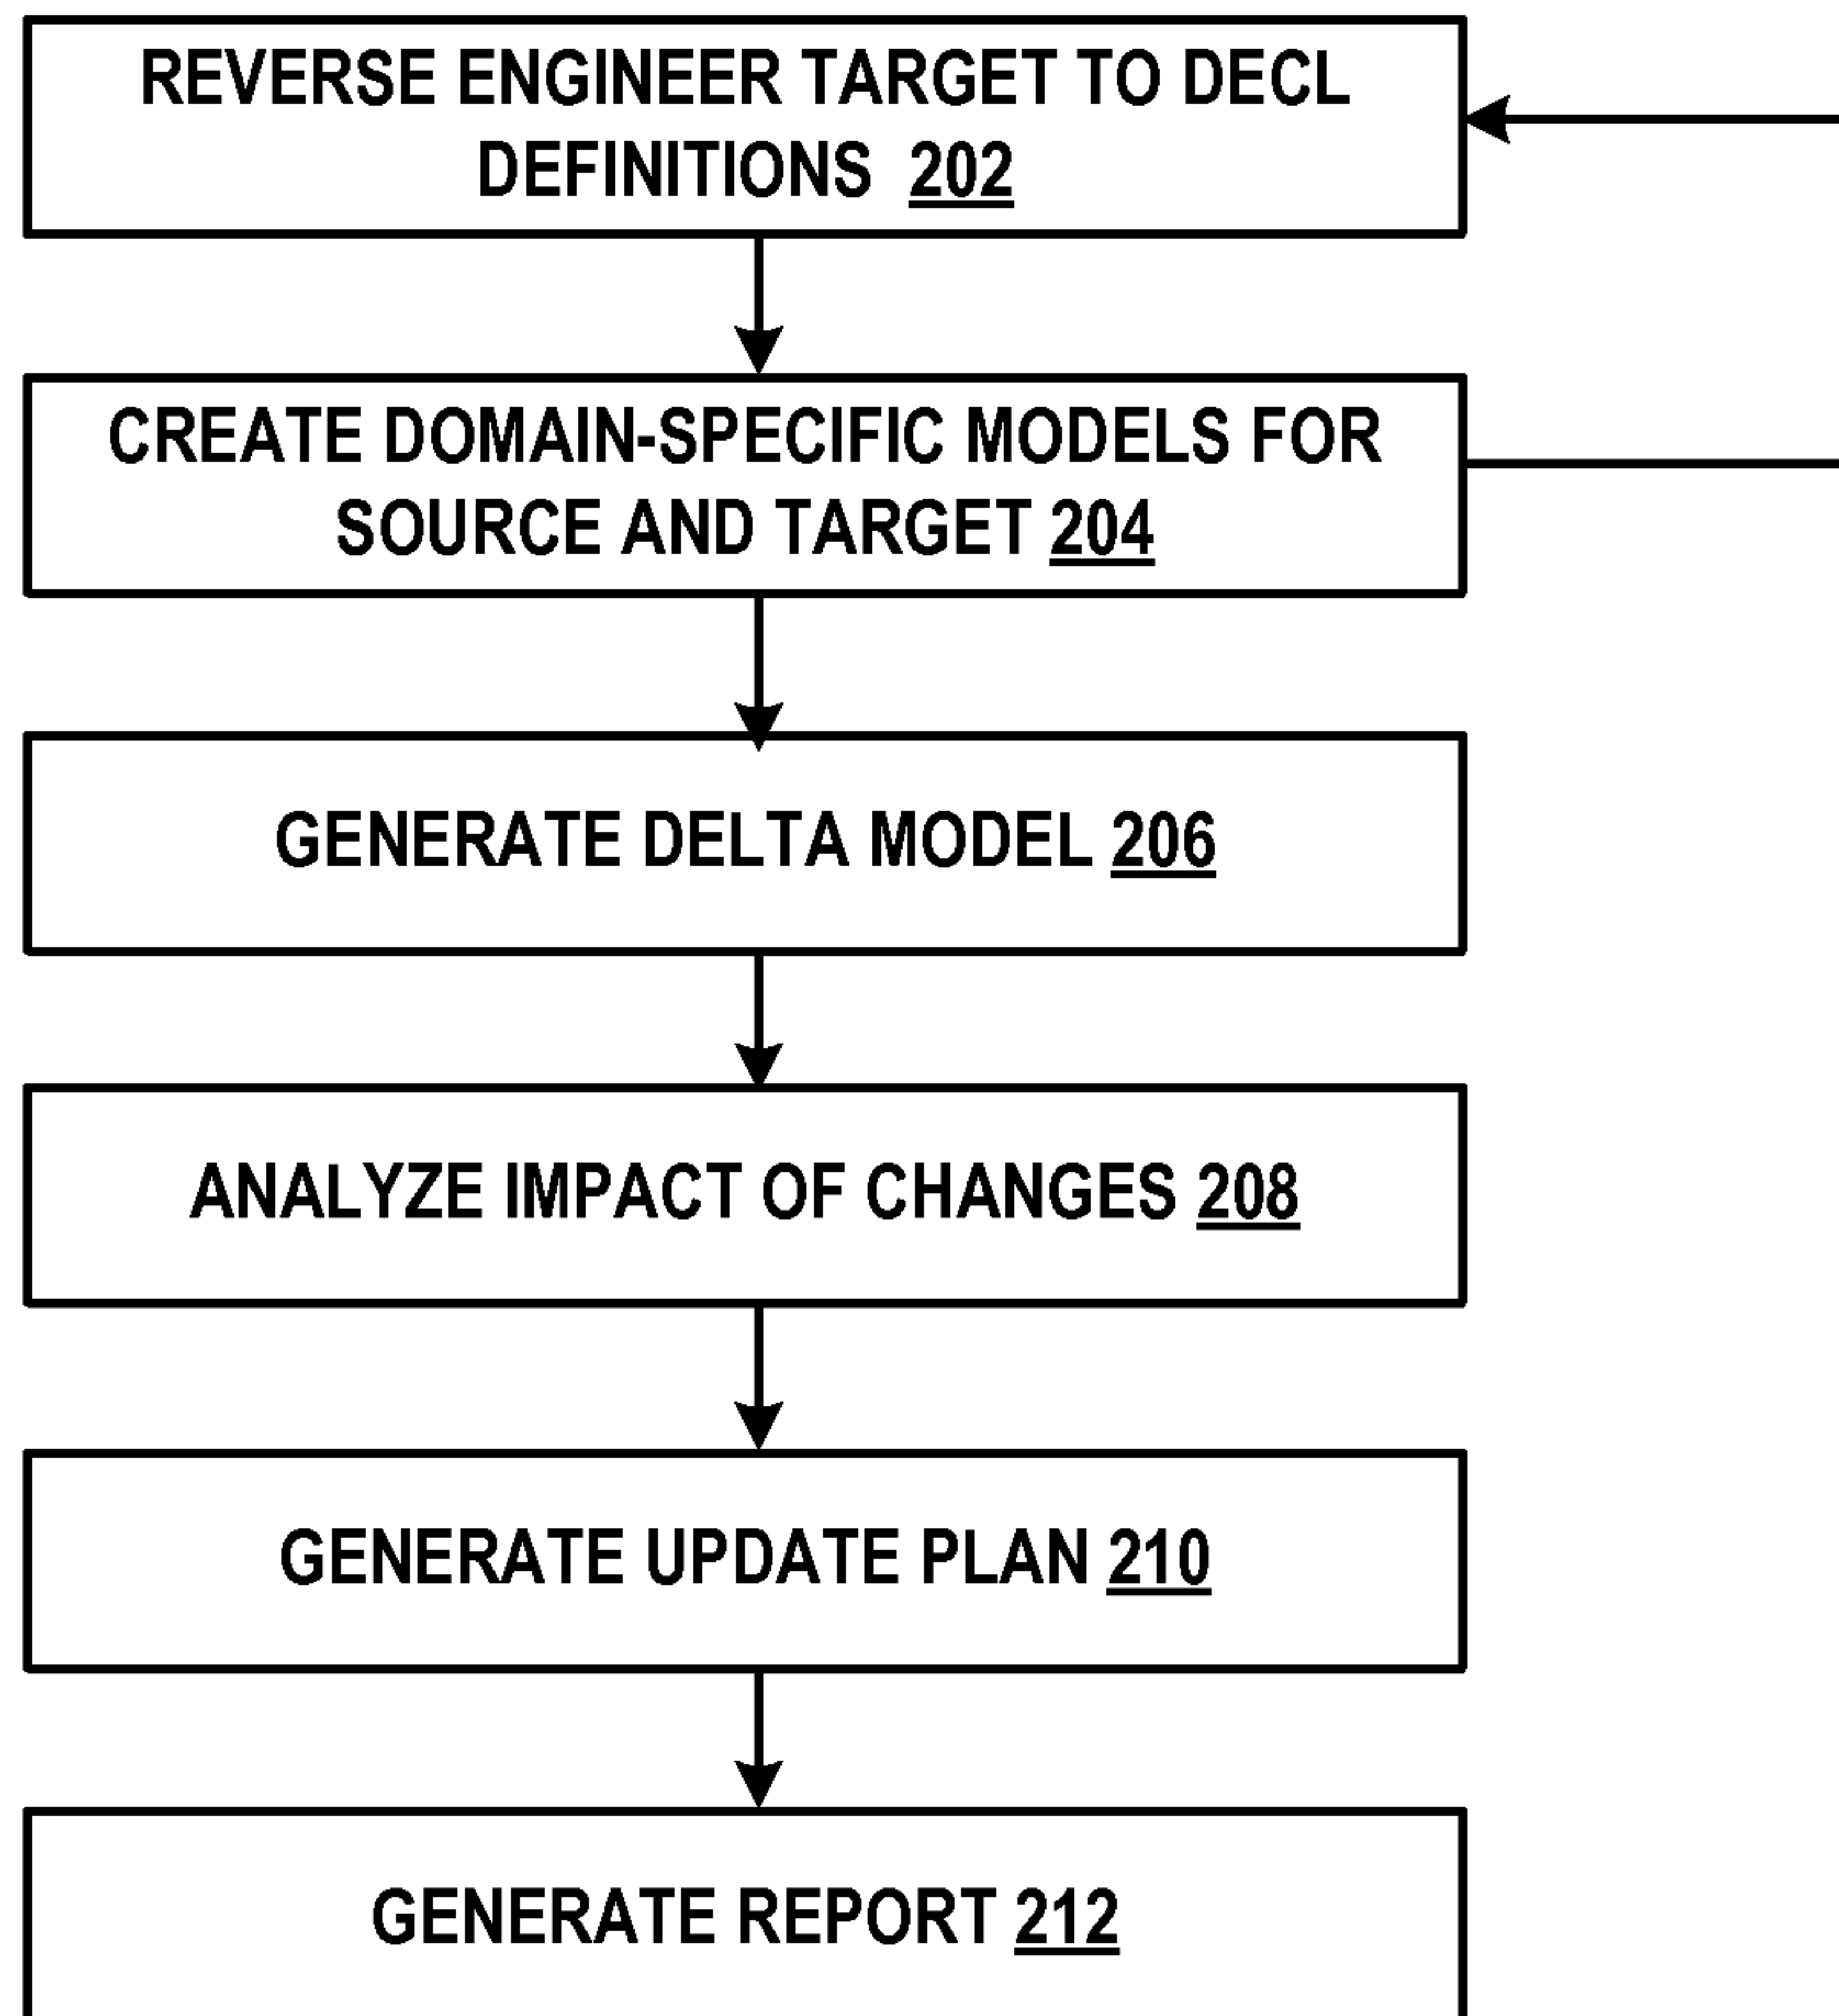 REVERSE ENGINEER TARGET TO DECL
DEFINITIONS 202
CREATE DOMAIN-SPECIFIC MODELS FOR
SOURCE AND TARGET 204
GENERATE DELTA MODEL 206
ANALYZE IMPACT OF CHANGES 208
GENERATE UPDATE PLAN 210
GENERATE REPORT 212